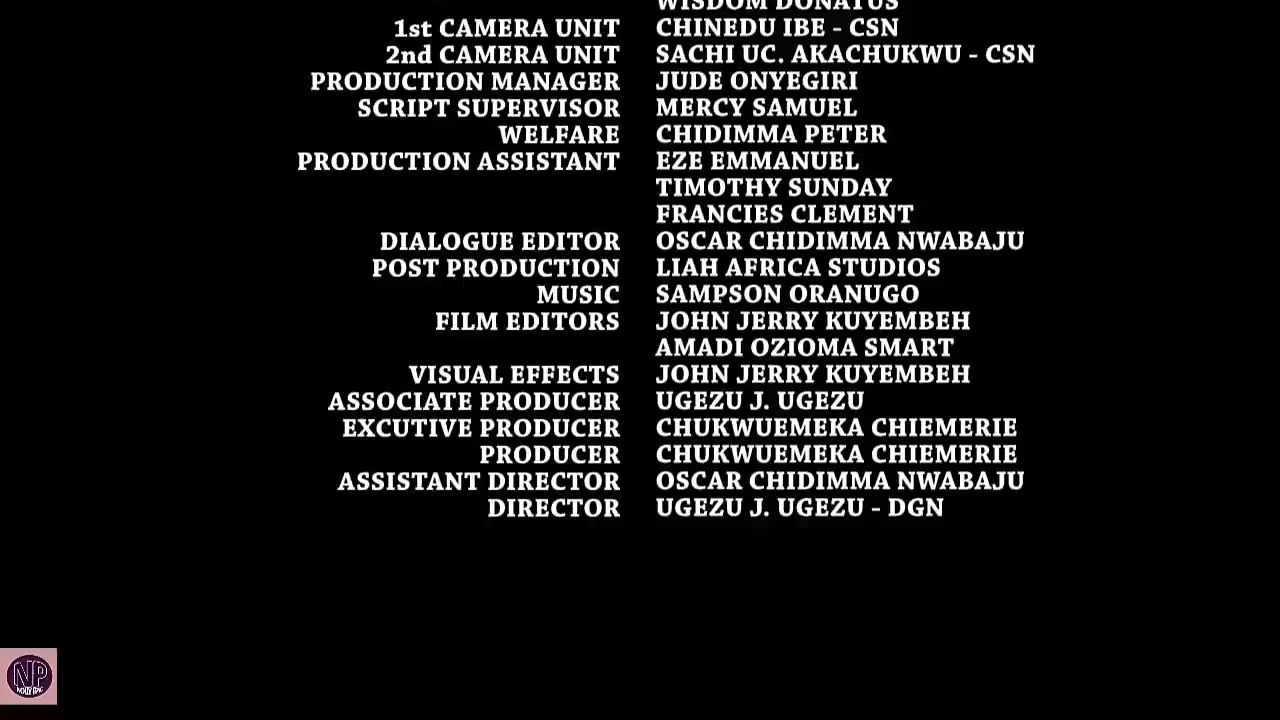 WISDOM DONATUS
1st CAMERA UNIT CHINEDU IBE - CSN
2nd CAMERA UNIT SACHI UC. AKACHUKWU - CSN
PRODUCTION MANAGER JUDE ONYEGIRI
SCRIPT SUPERVISOR MERCY SAMUEL
WELFARE CHIDIMMA PETER
PRODUCTION ASSISTANT EZE EMMANUEL
TIMOTHY SUNDAY
FRANCIES CLEMENT
DIALOGUE EDITOR OSCAR CHIDIMMA NWABAJU
POST PRODUCTION LIAH AFRICA STUDIOS
MUSIC SAMPSON ORANUGO
FILM EDITORS JOHN JERRY KUYEMBEH
AMADI OZIOMA SMART
VISUAL EFFECTS JOHN JERRY KUYEMBEH
ASSOCIATE PRODUCER UGEZU J. UGEZU
EXCUTIVE PRODUCER CHUKWUEMEKA CHIEMERIE
PRODUCER CHUKWUEMEKA CHIEMERIE
ASSISTANT DIRECTOR OSCAR CHIDIMMA NWABAJU
DIRECTOR UGEZU J. UGEZU - DGN
NP